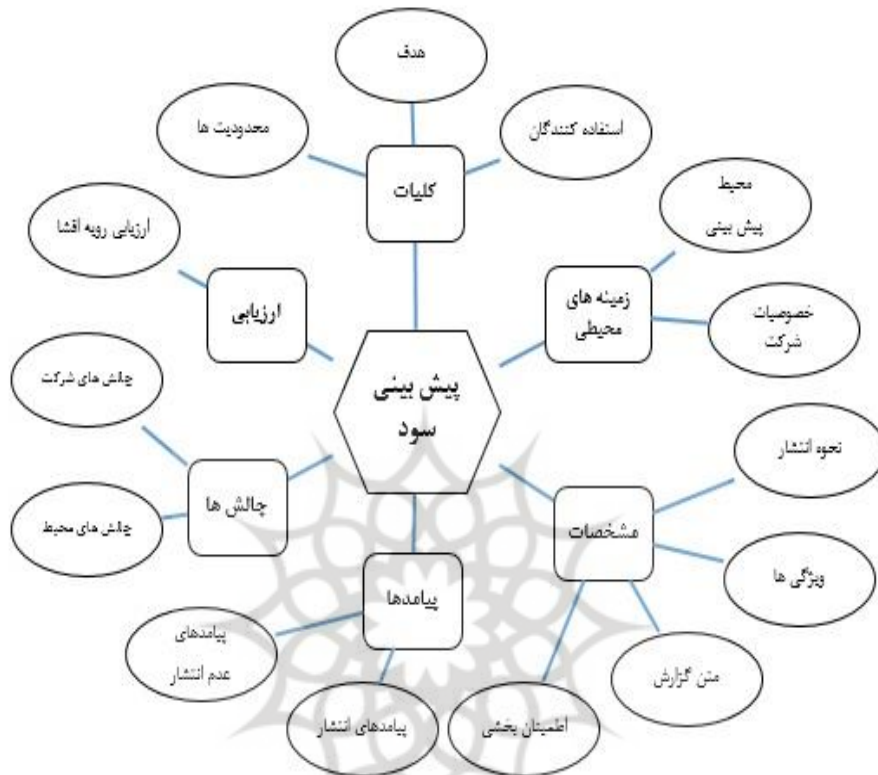 هدف
استفاده کنندگان
محدودیت ها
کلیات
محیط
پیش بینی
ارزیابی رویه افشا
زمینه های
محیطی
خصوصیات
شرکت
ارزیابی
پیش بینی
سود
چالش های شرکت
نحوه انتشار
چالش ها
مشخصات
چالش های محیط
ویژگی ها
پیامدها
پیامدهای
عدم انتشار
متن گزارش
پیامدهای انتشار
اطمینان بخشی